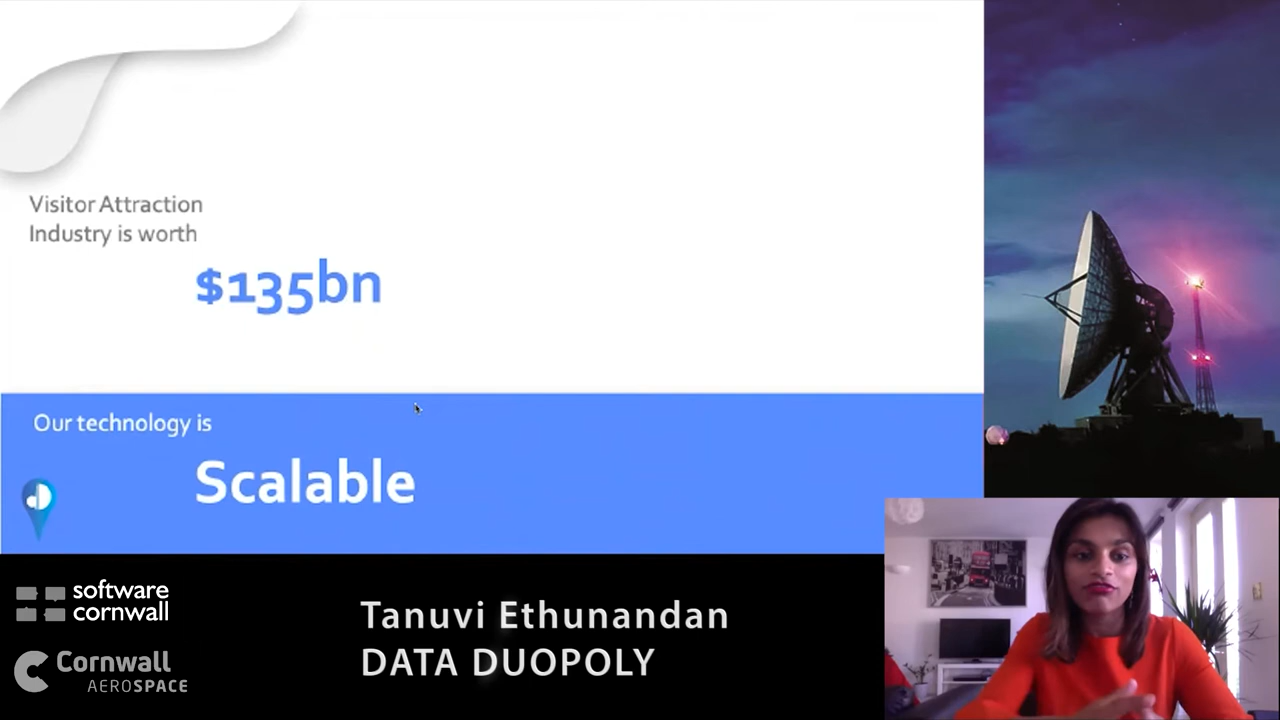 Visitor Attraction
Industry is worth
$135bn
Our technology is
Scalable
software
cornwall
Cornwall
AEROSPACE
Tanuvi Ethunandan
DATA DUOPOLY